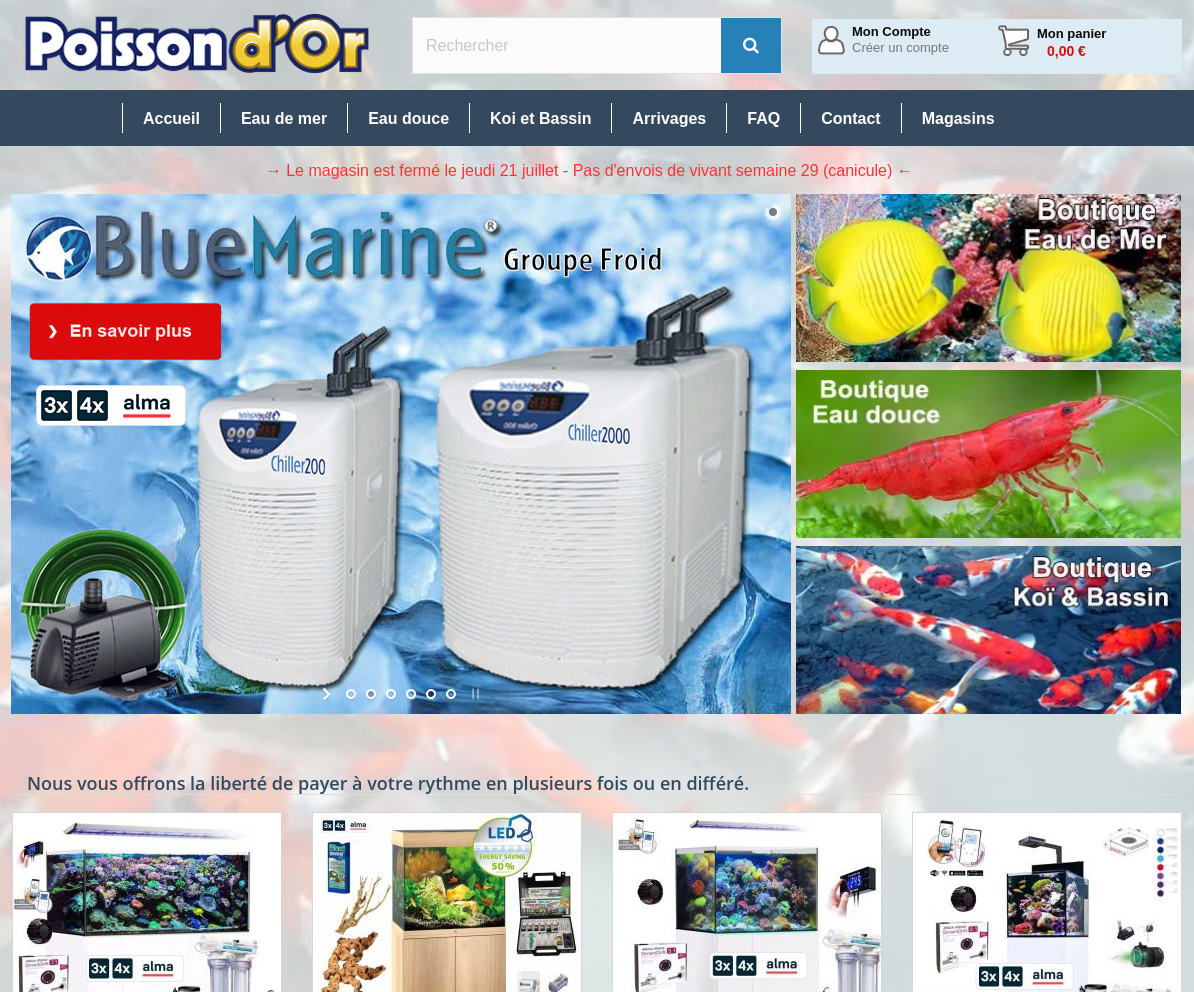 Poisson d'Or
Rechercher
Mon Compte
Créer un compte
Mon panier
0,00 €
Accueil
Eau de mer
Eau douce
Koi et Bassin
Arrivages
FAQ
Contact
Magasins
→ Le magasin est fermé le jeudi 21 juillet - Pas d'envois de vivant semaine 29 (canicule) ←
BlueMarine®
Groupe Froid
❯ En savoir plus
3x 4x alma
BlueMarine
Chiller200
BlueMarine
Chiller2000
Boutique
Eau de Mer
Boutique
Eau douce
Boutique
Koï & Bassin
Nous vous offrons la liberté de payer à votre rythme en plusieurs fois ou en différé.
3x 4x alma
3x 4x alma
LED
ENERGY SAVING
50%
3x 4x alma
3x 4x alma